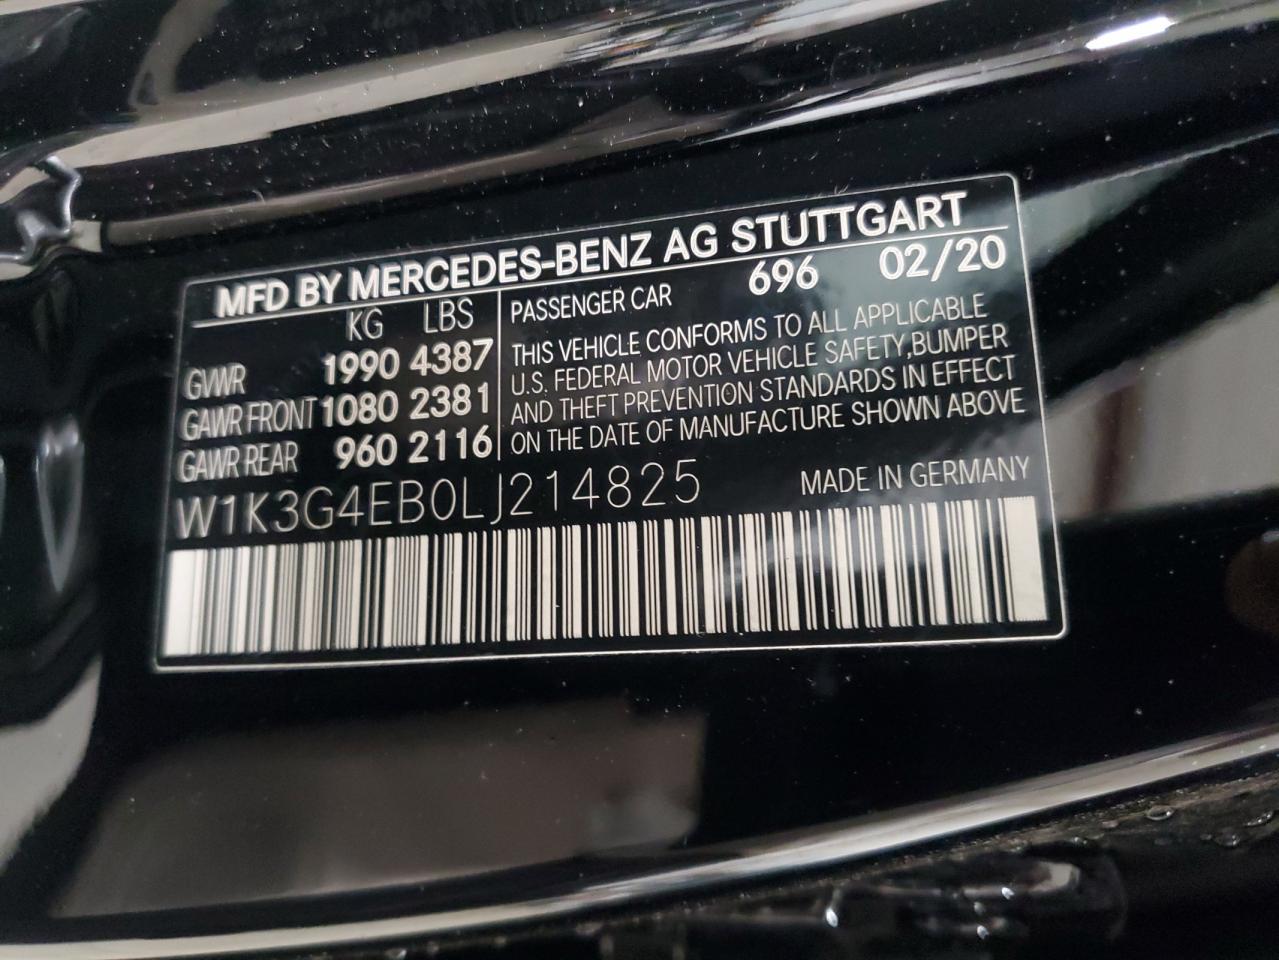 MFD BY MERCEDES-BENZ AG STUTTGART
KG LBS
GVWR 1990 4387
GAWR FRONT 1080 2381
GAWR REAR 960 2116
PASSENGER CAR 696 02/20
THIS VEHICLE CONFORMS TO ALL APPLICABLE
U.S. FEDERAL MOTOR VEHICLE SAFETY,BUMPER
AND THEFT PREVENTION STANDARDS IN EFFECT
ON THE DATE OF MANUFACTURE SHOWN ABOVE
W1K3G4EB0LJ214825 MADE IN GERMANY